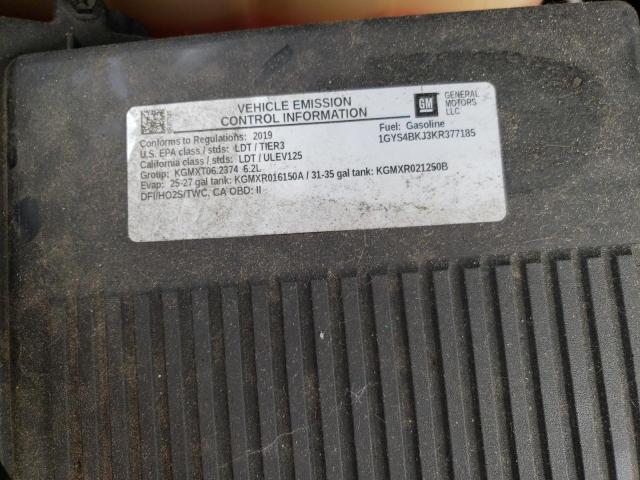 VEHICLE EMISSION
CONTROL INFORMATION
GM
GENERAL
MOTORS
LLC
Conforms to Regulations: 2019
Fuel: Gasoline
U.S. EPA class / stds: LDT / TIER3
1GYS4BKJ3KR377185
California class / stds: LDT / ULEV125
Group: KGMXT06.2374 6.2L
Evap: 25-27 gal tank: KGMXR016150A / 31-35 gal tank: KGMXR021250B
DFI/HO2S/TWC, CA OBD: II